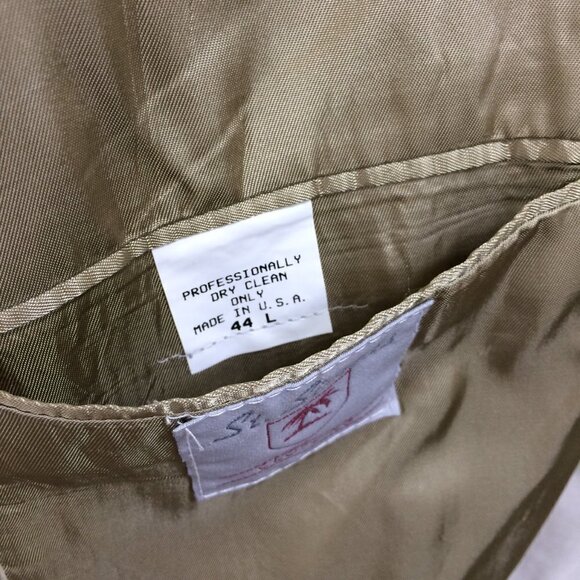 PROFESSIONALLY
DRY CLEAN
ONLY
MADE IN U.S.A.
44 L